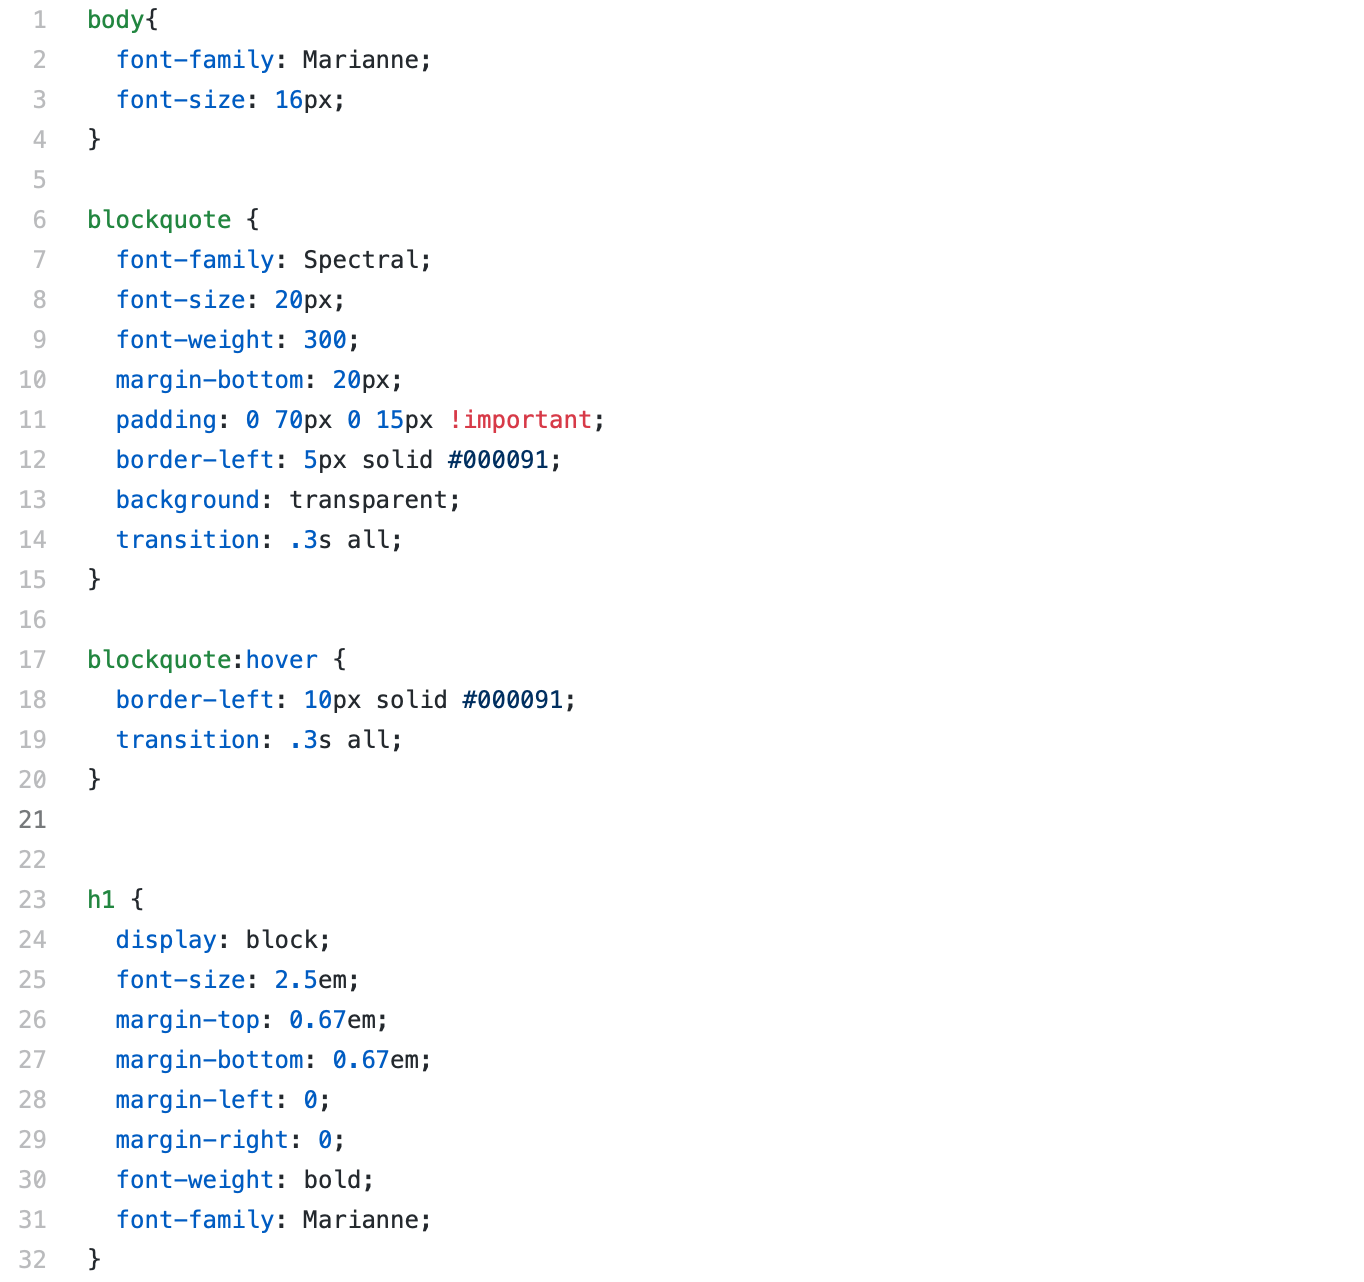 1 body{
2   font-family: Marianne;
3   font-size: 16px;
4 }
5
6 blockquote {
7   font-family: Spectral;
8   font-size: 20px;
9   font-weight: 300;
10   margin-bottom: 20px;
11   padding: 0 70px 0 15px !important;
12   border-left: 5px solid #000091;
13   background: transparent;
14   transition: .3s all;
15 }
16
17 blockquote:hover {
18   border-left: 10px solid #000091;
19   transition: .3s all;
20 }
21
22
23 h1 {
24   display: block;
25   font-size: 2.5em;
26   margin-top: 0.67em;
27   margin-bottom: 0.67em;
28   margin-left: 0;
29   margin-right: 0;
30   font-weight: bold;
31   font-family: Marianne;
32 }